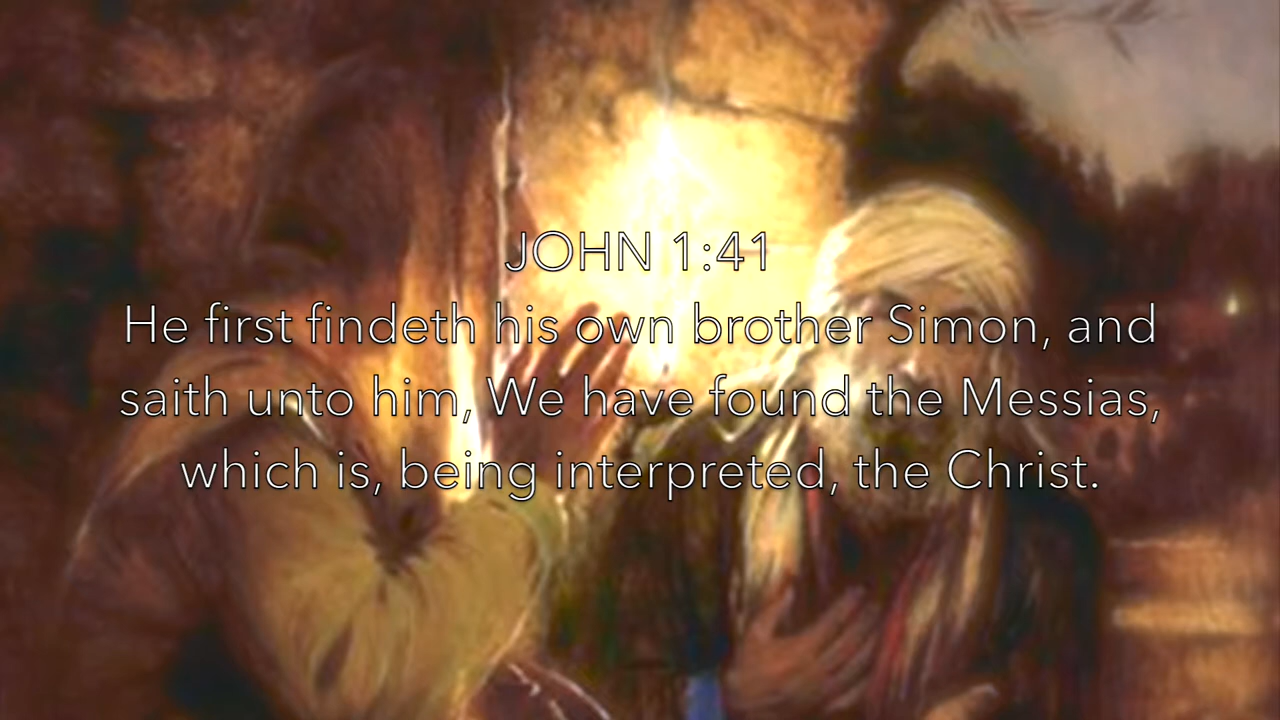 JOHN 1:41
He first findeth his own brother Simon, and
saith unto him, We have found the Messias,
which is, being interpreted, the Christ.